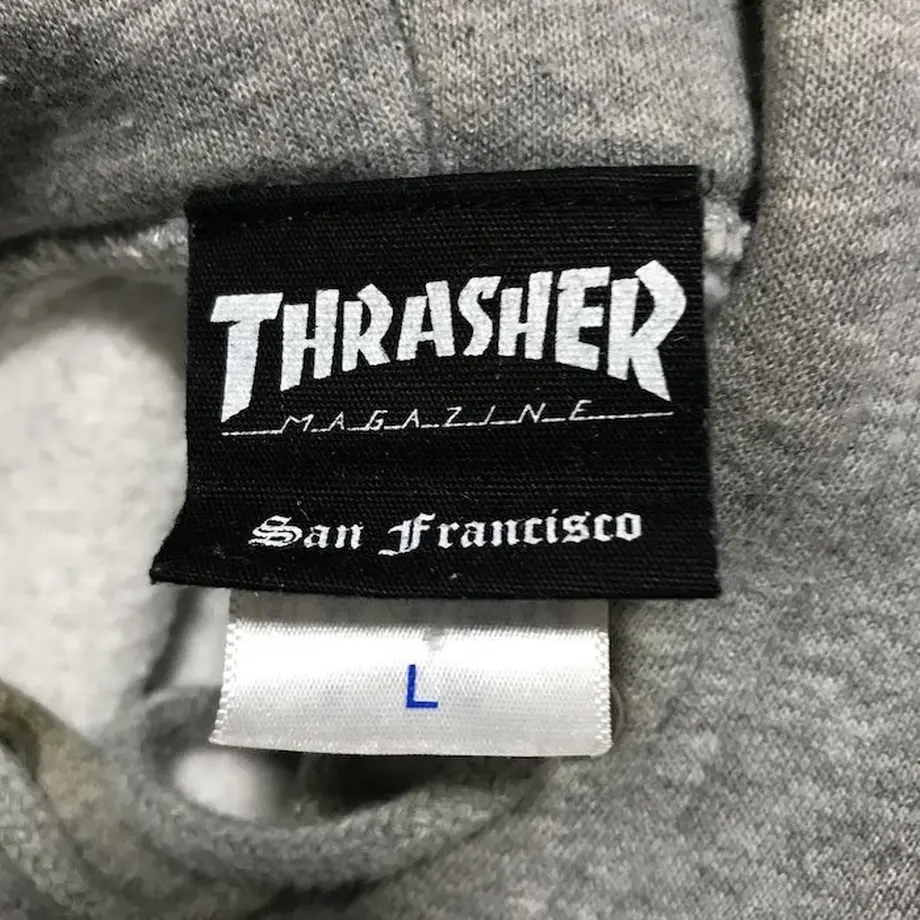 THRASHER
MAGAZINE
San Francisco
L